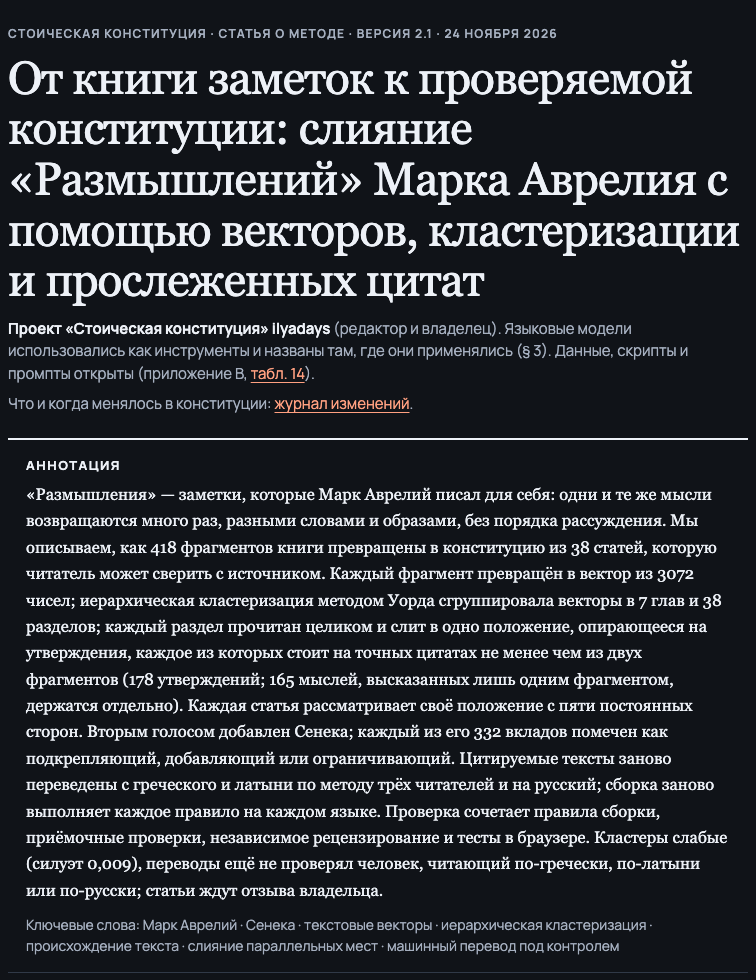 СТОИЧЕСКАЯ КОНСТИТУЦИЯ · СТАТЬЯ О МЕТОДЕ · ВЕРСИЯ 2.1 · 24 НОЯБРЯ 2026
От книги заметок к проверяемой
конституции: слияние
«Размышлений» Марка Аврелия с
помощью векторов, кластеризации
и прослеженных цитат
Проект «Стоическая конституция» ilyadays (редактор и владелец). Языковые модели
использовались как инструменты и названы там, где они применялись (§ 3). Данные, скрипты и
промпты открыты (приложение B, табл. 14).
Что и когда менялось в конституции: журнал изменений.
АННОТАЦИЯ
«Размышления» — заметки, которые Марк Аврелий писал для себя: одни и те же мысли
возвращаются много раз, разными словами и образами, без порядка рассуждения. Мы
описываем, как 418 фрагментов книги превращены в конституцию из 38 статей, которую
читатель может сверить с источником. Каждый фрагмент превращён в вектор из 3072
чисел; иерархическая кластеризация методом Уорда сгруппировала векторы в 7 глав и 38
разделов; каждый раздел прочитан целиком и слит в одно положение, опирающееся на
утверждения, каждое из которых стоит на точных цитатах не менее чем из двух
фрагментов (178 утверждений; 165 мыслей, высказанных лишь одним фрагментом,
держатся отдельно). Каждая статья рассматривает своё положение с пяти постоянных
сторон. Вторым голосом добавлен Сенека; каждый из его 332 вкладов помечен как
подкрепляющий, добавляющий или ограничивающий. Цитируемые тексты заново
переведены с греческого и латыни по методу трёх читателей и на русский; сборка заново
выполняет каждое правило на каждом языке. Проверка сочетает правила сборки,
приёмочные проверки, независимое рецензирование и тесты в браузере. Кластеры слабые
(силуэт 0,009), переводы ещё не проверял человек, читающий по-гречески, по-латыни
или по-русски; статьи ждут отзыва владельца.
Ключевые слова: Марк Аврелий · Сенека · текстовые векторы · иерархическая кластеризация ·
происхождение текста · слияние параллельных мест · машинный перевод под контролем